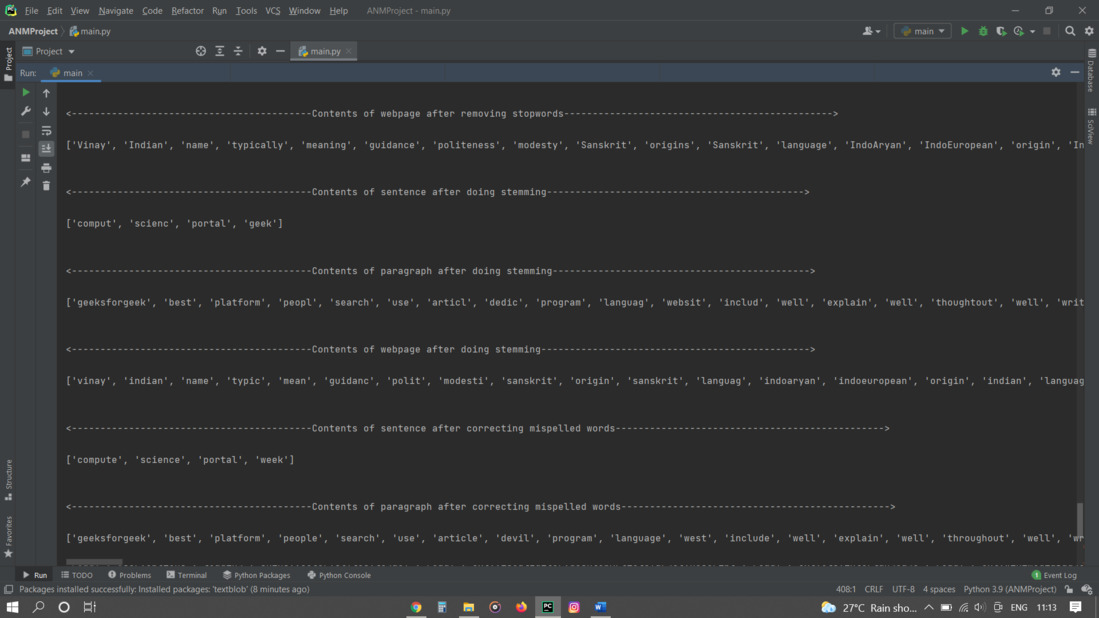 File Edit View Navigate Code Refactor Run Tools VCS Window Help ANMProject - main.py
ANMProject main.py main
Project main.py
Run: main
<------------------------------------------Contents of webpage after removing stopwords----------------------------------------------->
['Vinay', 'Indian', 'name', 'typically', 'meaning', 'guidance', 'politeness', 'modesty', 'Sanskrit', 'origins', 'Sanskrit', 'language', 'IndoAryan', 'IndoEuropean', 'origin', 'In
<------------------------------------------Contents of sentence after doing stemming--------------------------------------------->
['comput', 'scienc', 'portal', 'geek']
<------------------------------------------Contents of paragraph after doing stemming--------------------------------------------->
['geeksforgeek', 'best', 'platform', 'peopl', 'search', 'use', 'articl', 'dedic', 'program', 'languag', 'websit', 'includ', 'well', 'explain', 'well', 'thoughtout', 'well', 'writ
<------------------------------------------Contents of webpage after doing stemming----------------------------------------------->
['vinay', 'indian', 'name', 'typic', 'mean', 'guidanc', 'polit', 'modesti', 'sanskrit', 'origin', 'sanskrit', 'languag', 'indoaryan', 'indoeuropean', 'origin', 'indian', 'languag
<------------------------------------------Contents of sentence after correcting mispelled words----------------------------------------------->
['compute', 'science', 'portal', 'week']
<------------------------------------------Contents of paragraph after correcting mispelled words----------------------------------------------->
['geeksforgeek', 'best', 'platform', 'people', 'search', 'use', 'article', 'devil', 'program', 'language', 'west', 'include', 'well', 'explain', 'well', 'throughout', 'well', 'wr
Project
Structure
Favorites
Database
SciView
Run TODO Problems Terminal Python Packages Python Console Event Log
Packages installed successfully: Installed packages: 'textblob' (8 minutes ago) 408:1 CRLF UTF-8 4 spaces Python 3.9 (ANMProject)
27°C Rain sho... ENG 11:13